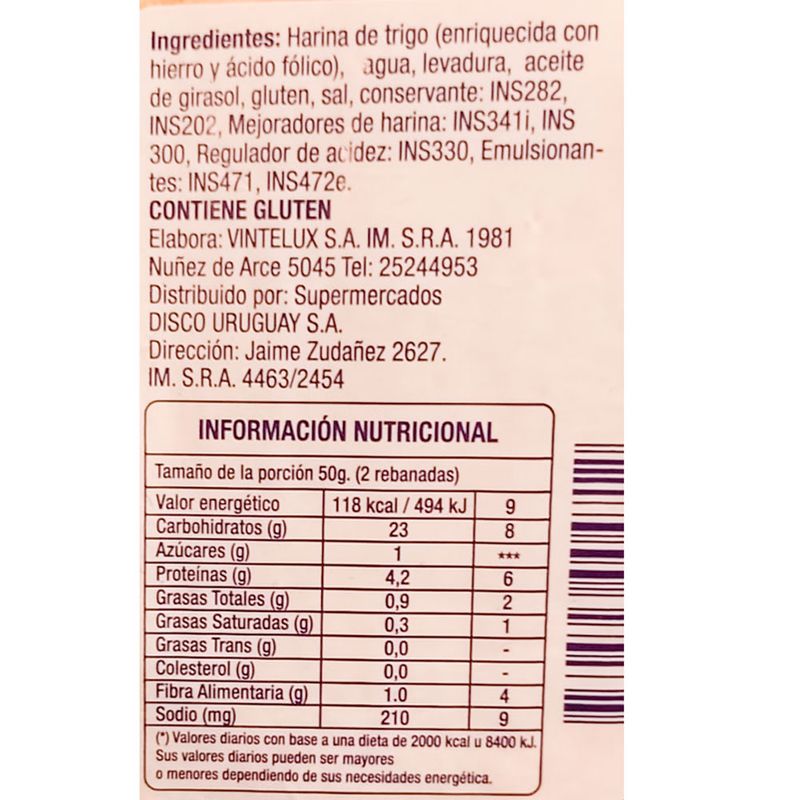 Ingredientes: Harina de trigo (enriquecida con
hierro y ácido fólico), agua, levadura, aceite
de girasol, gluten, sal, conservante: INS282,
INS202, Mejoradores de harina: INS341i, INS
300, Regulador de acidez: INS330, Emulsionan-
tes: INS471, INS472e.
CONTIENE GLUTEN
Elabora: VINTELUX S.A. IM. S.R.A. 1981
Nuñez de Arce 5045 Tel: 25244953
Distribuido por: Supermercados
DISCO URUGUAY S.A.
Dirección: Jaime Zudañez 2627.
IM. S.R.A. 4463/2454
INFORMACIÓN NUTRICIONAL
Tamaño de la porción 50g. (2 rebanadas)
Valor energético 118 kcal / 494 kJ 9
Carbohidratos (g) 23 8
Azúcares (g) 1 ***
Proteínas (g) 4,2 6
Grasas Totales (g) 0,9 2
Grasas Saturadas (g) 0,3 1
Grasas Trans (g) 0,0 -
Colesterol (g) 0,0 -
Fibra Alimentaria (g) 1.0 4
Sodio (mg) 210 9
(*) Valores diarios con base a una dieta de 2000 kcal u 8400 kJ.
Sus valores diarios pueden ser mayores
o menores dependiendo de sus necesidades energética.